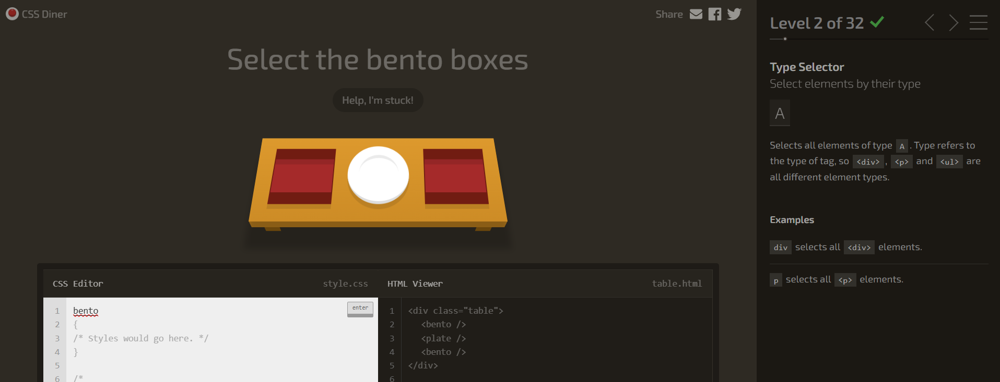 CSS Diner
Share
Select the bento boxes
Help, I'm stuck!
CSS Editor
style.css
1 bento
enter
2 {
3 /* Styles would go here. */
4 }
5
6 /*
HTML Viewer
table.html
1 <div class="table">
2 <bento />
3 <plate />
4 <bento />
5 </div>
6
Level 2 of 32
Type Selector
Select elements by their type
A
Selects all elements of type A . Type refers to
the type of tag, so <div> , <p> and <ul> are
all different element types.
Examples
div selects all <div> elements.
p selects all <p> elements.